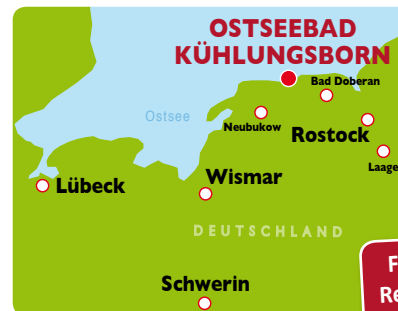 OSTSEEBAD
KÜHLUNGSBORN
Bad Doberan
Ostsee
Neubukow
Rostock
Laage
Lübeck
Wismar
DEUTSCHLAND
Schwerin